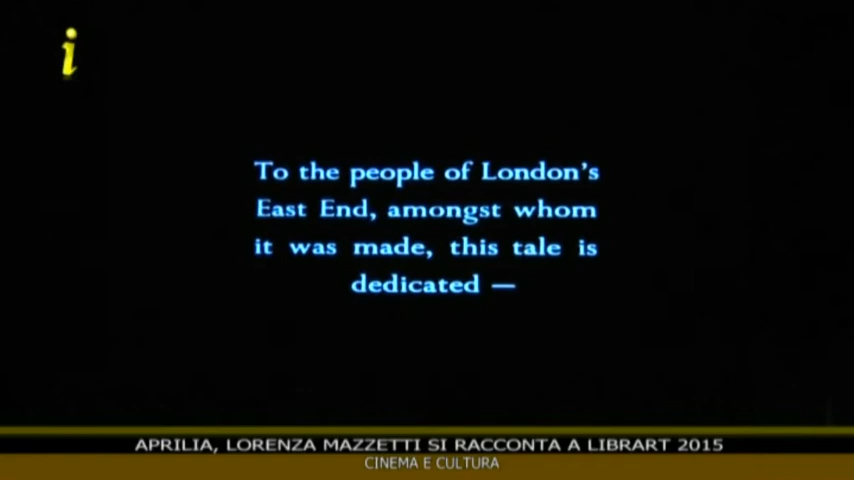 i
To the people of London's
East End, amongst whom
it was made, this tale is
dedicated —
APRILIA, LORENZA MAZZETTI SI RACCONTA A LIBRART 2015
CINEMA E CULTURA